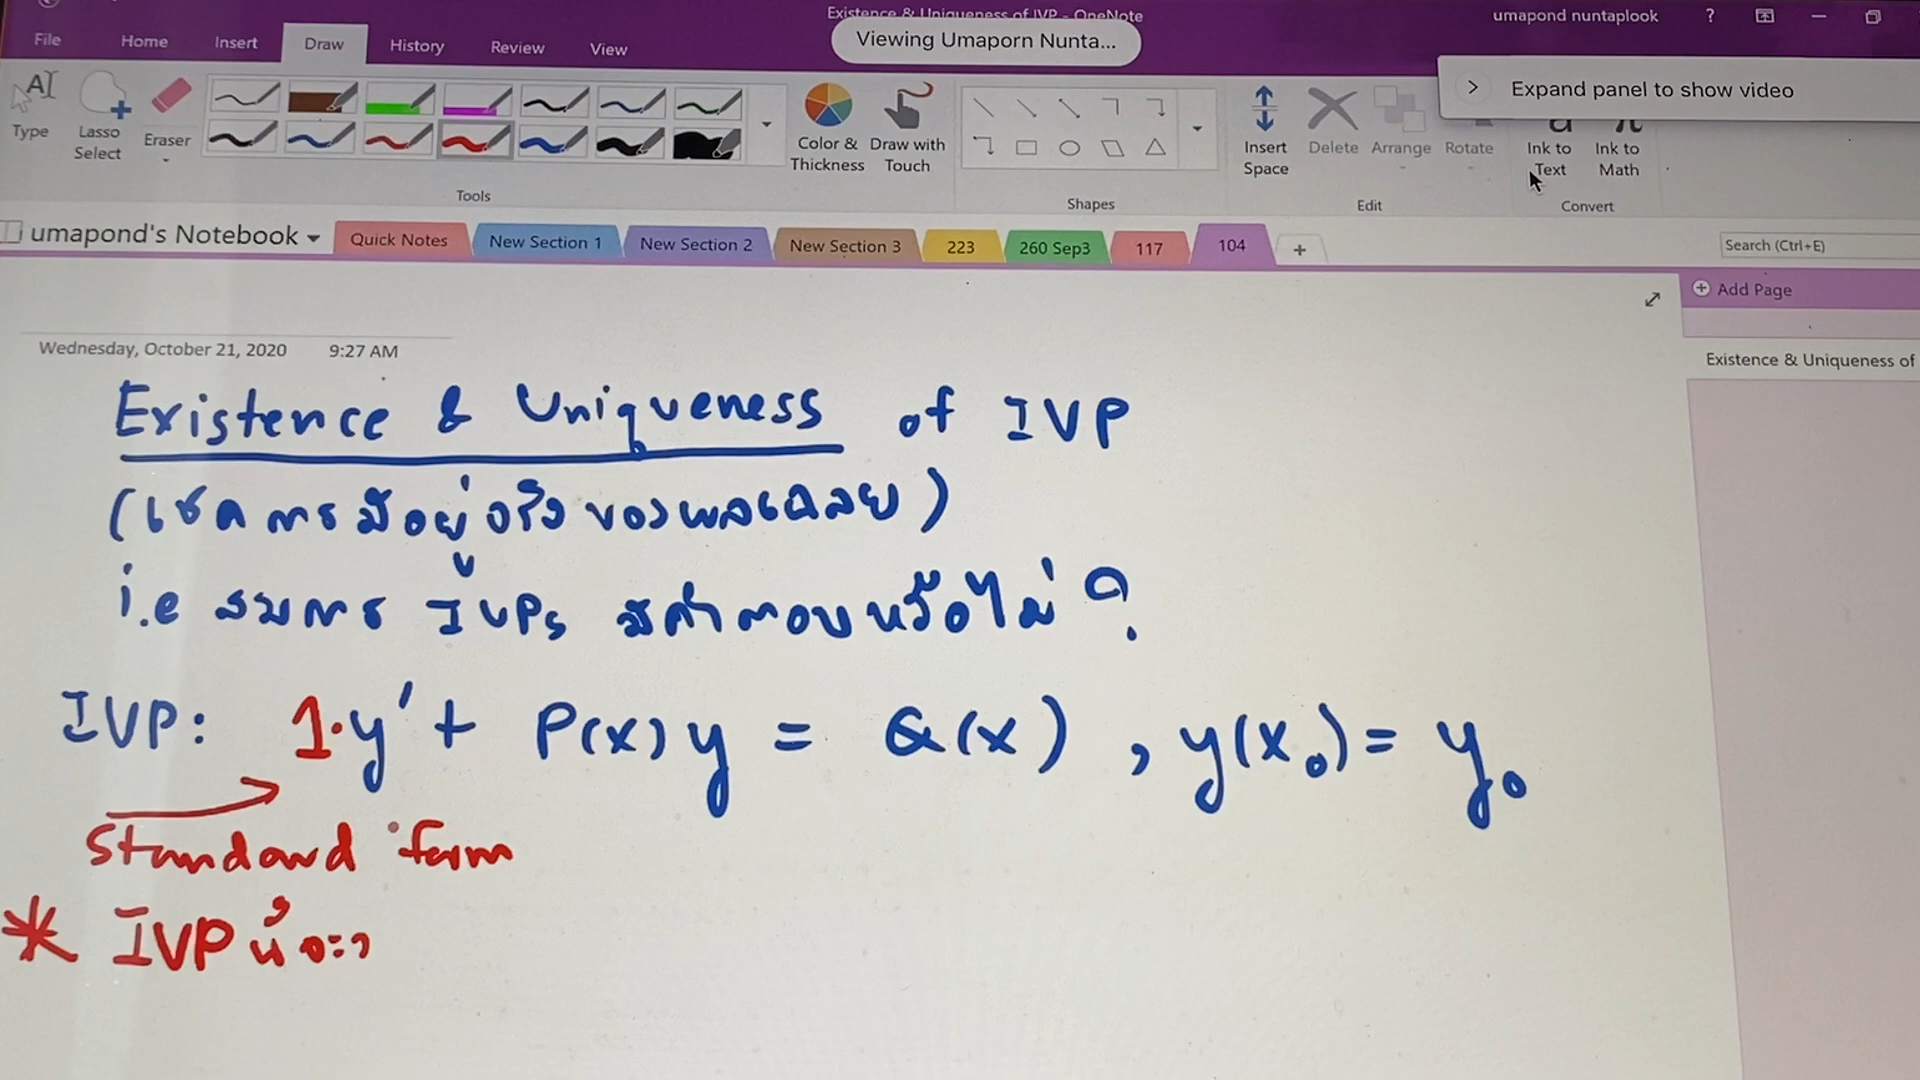 Existence & Uniqueness of IVP - OneNote
umapond nuntaplook
?
Viewing Umaporn Nunta...
File Home Insert Draw History Review View
Expand panel to show video
Type
Lasso Select
Eraser
Color & Thickness
Draw with Touch
Insert Space
Delete
Arrange
Rotate
Ink to Text
Ink to Math
Tools
Shapes
Edit
Convert
umapond's Notebook
Quick Notes
New Section 1
New Section 2
New Section 3
223
260 Sep3
117
104
+
Search (Ctrl+E)
Add Page
Wednesday, October 21, 2020 9:27 AM
Existence & Uniqueness of
Existence & Uniqueness of IVP
(เชคการมีอยู่จริงของผลเฉลย)
i.e สมการ IVPs มีคำตอบหรือไม่ ?
IVP: 1·y' + P(x) y = Q(x) , y(x₀) = y₀
Standard form
* IVP นี้จะ